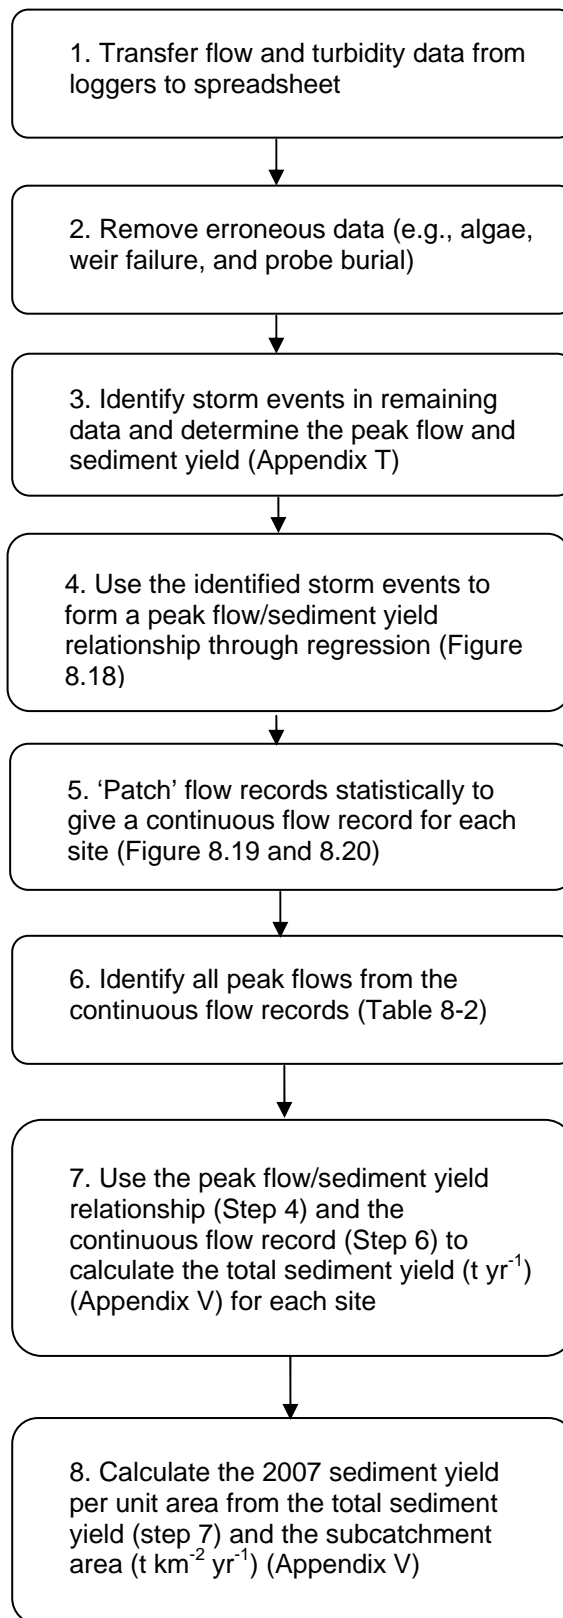 1. Transfer flow and turbidity data from
loggers to spreadsheet
2. Remove erroneous data (e.g., algae,
weir failure, and probe burial)
3. Identify storm events in remaining
data and determine the peak flow and
sediment yield (Appendix T)
4. Use the identified storm events to
form a peak flow/sediment yield
relationship through regression (Figure
8.18)
5. ‘Patch’ flow records statistically to
give a continuous flow record for each
site (Figure 8.19 and 8.20)
6. Identify all peak flows from the
continuous flow records (Table 8-2)
7. Use the peak flow/sediment yield
relationship (Step 4) and the
continuous flow record (Step 6) to
calculate the total sediment yield (t yr⁻¹)
(Appendix V) for each site
8. Calculate the 2007 sediment yield
per unit area from the total sediment
yield (step 7) and the subcatchment
area (t km⁻² yr⁻¹) (Appendix V)